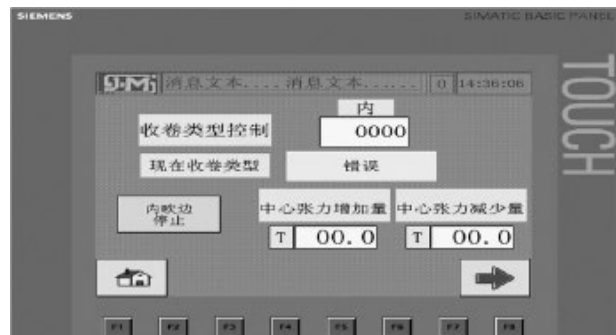 SIEMENS
SIMATIC BASIC PANEL
TOUCH
消息文本.... 消息文本...... 0 14:36:06
内
收卷类型控制 0000
现在收卷类型 错误
内吹边
停止
中心张力增加量 中心张力减少量
T 00.0 T 00.0
F1 F2 F3 F4 F5 F6 F7 F8